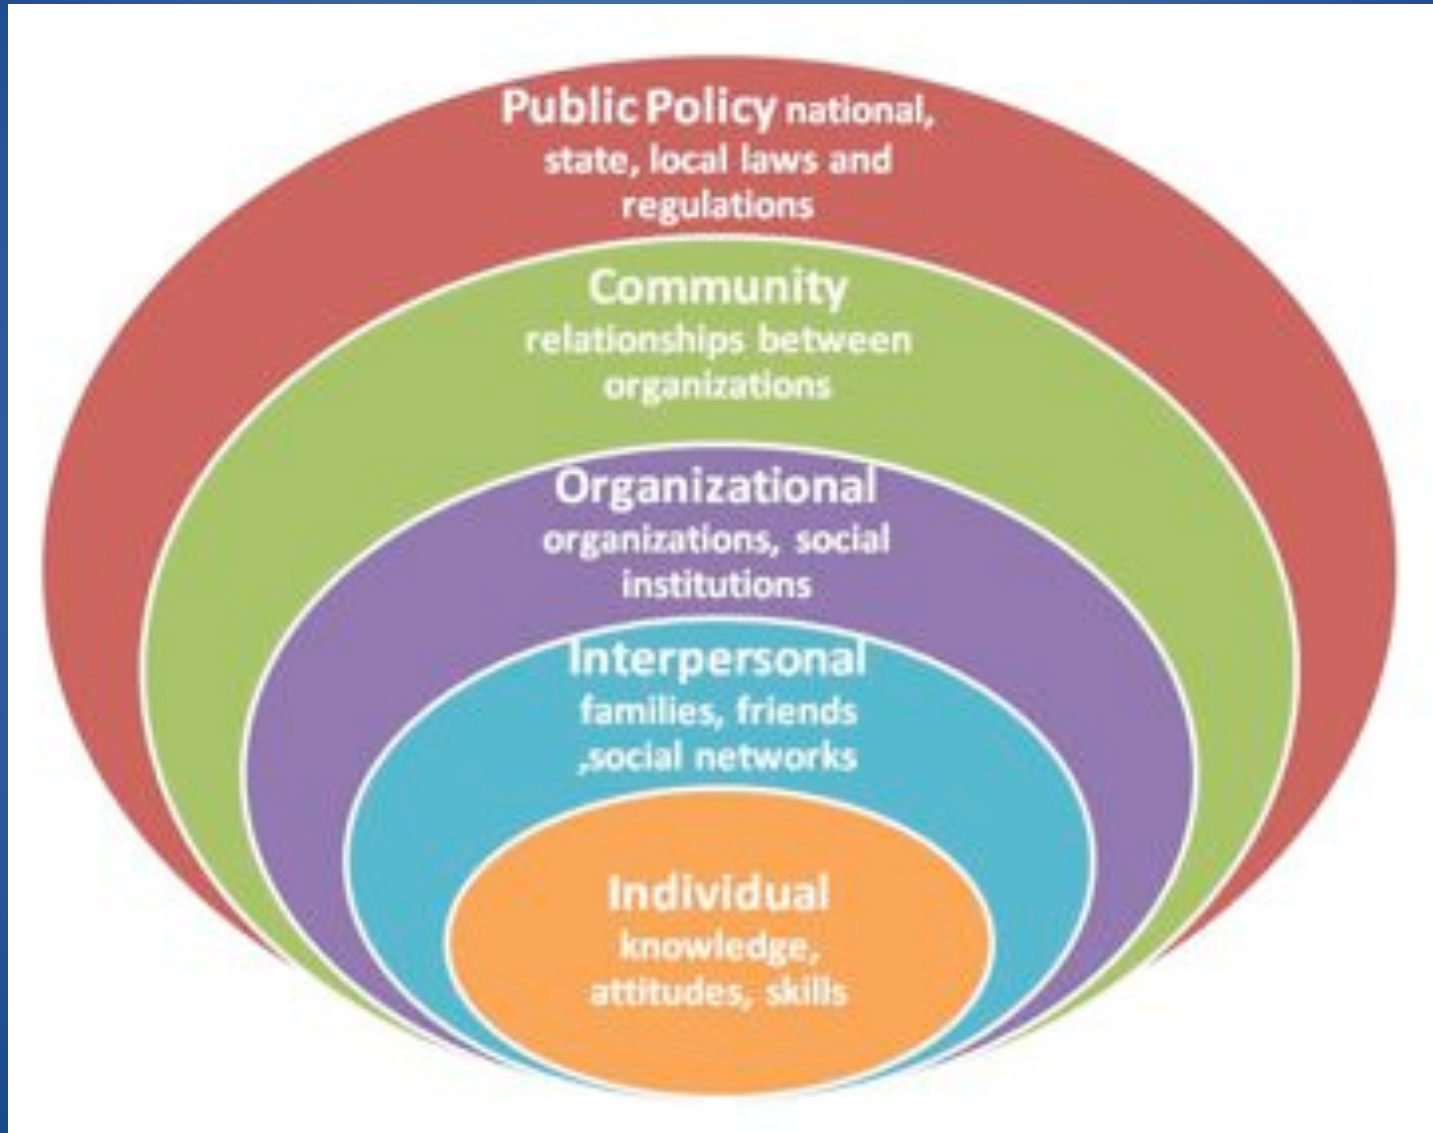 Public Policy national,
state, local laws and
regulations
Community
relationships between
organizations
Organizational
organizations, social
institutions
Interpersonal
families, friends
,social networks
Individual
knowledge,
attitudes, skills